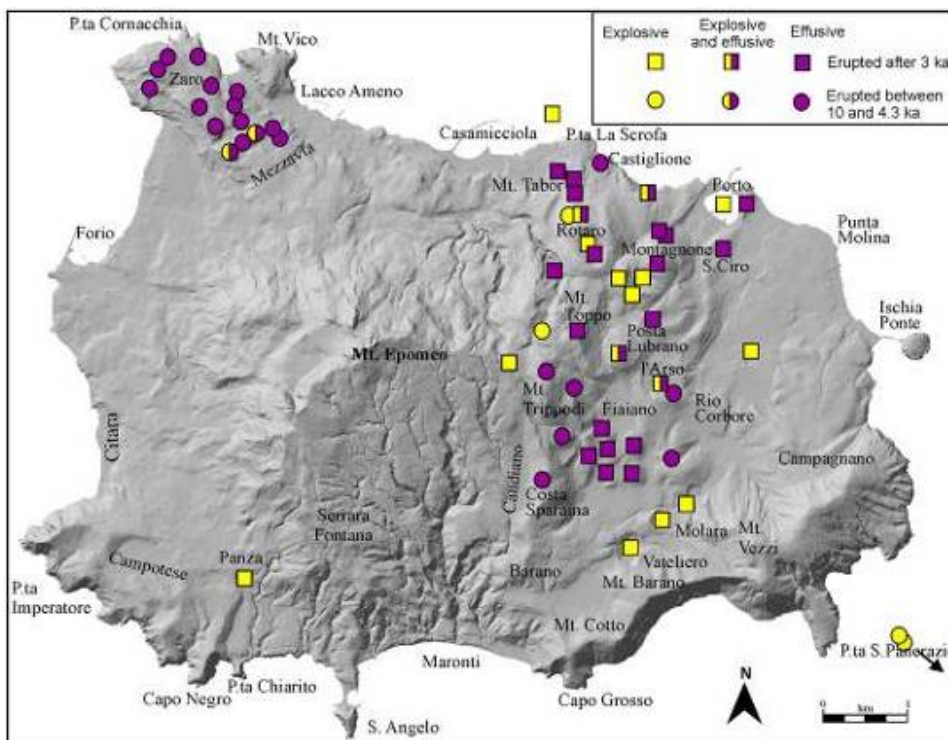 P.ta Cornacchia
Mt. Vico
Zaro
Lacco Ameno
Mezzavia
Explosive
Explosive
and effusive
Effusive
Erupted after 3 ka
Erupted between
10 and 4.3 ka
Casamicciola
P.ta La Scrofa
Castiglione
Mt. Tabor
Porto
Punta
Molina
Forio
Rotaro
Montagnone
S.Ciro
Mt.
Toppo
Ischia
Ponte
Posta
Lubrano
Mt. Epomeo
l'Arso
Mt
Trippodi
Fiaiano
Rio
Corbore
Citara
Candiano
Campagnano
Costa
Sparaina
Serrara
Fontana
Molara
Mt.
Vezzi
Campotese
Panza
Vateliero
Barano
Mt. Barano
P.ta
Imperatore
Mt. Cotto
Maronti
P.ta S.Pancrazio
Capo Negro
P.ta Chiarito
Capo Grosso
S. Angelo
N
0
1
km